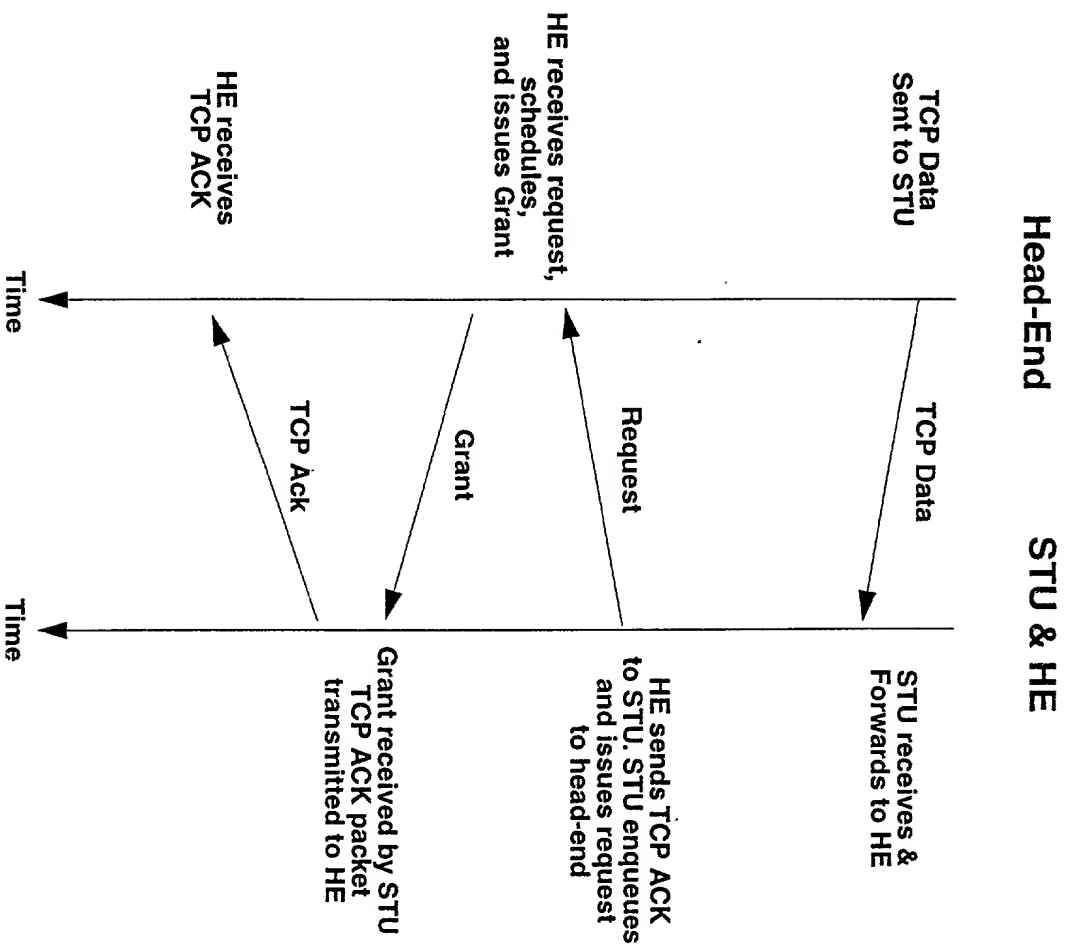 Head-End
STU & HE
TCP Data
Sent to STU
TCP Data
STU receives &
Forwards to HE
Request
HE sends TCP ACK
to STU. STU enqueues
and issues request
to head-end
HE receives request,
schedules,
and issues Grant
Grant
Grant received by STU
TCP ACK packet
transmitted to HE
TCP Ack
HE receives
TCP ACK
Time
Time